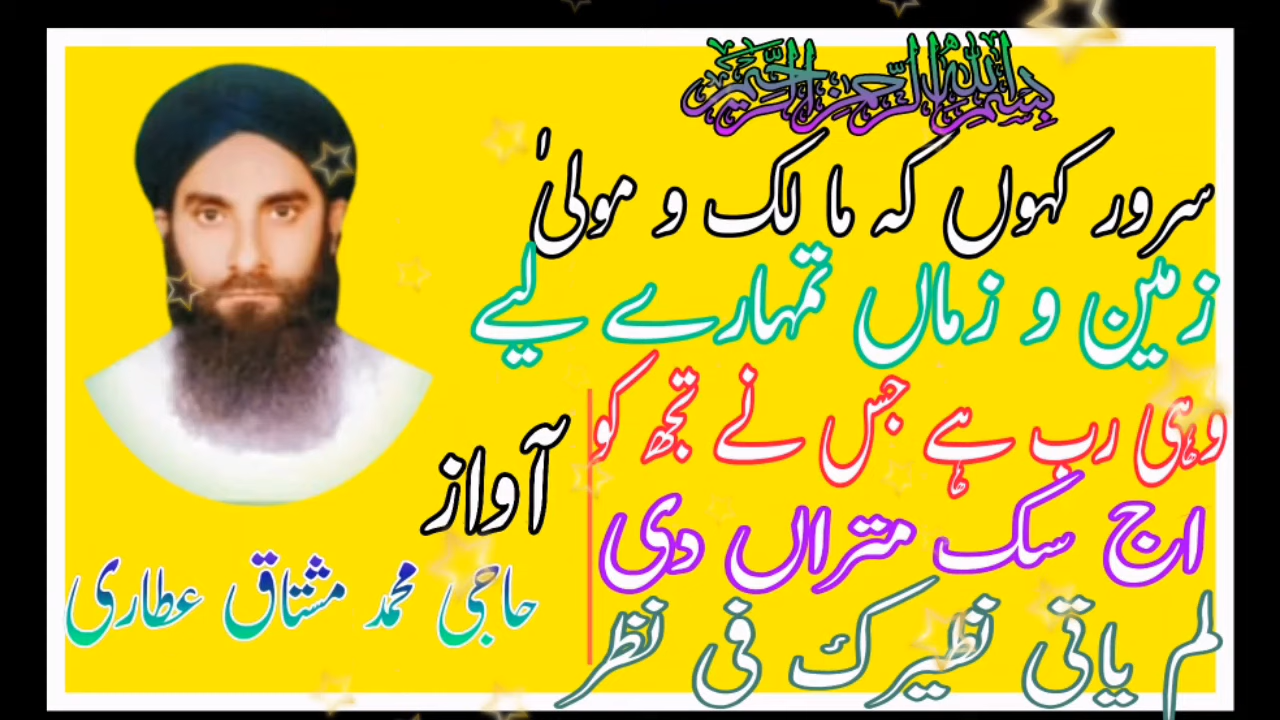 بسم اللہ الرحمن الرحیم
سرور کہوں کہ مالک و مولیٰ
زمین و زماں تمہارے لیے
وہی رب ہے جس نے تجھ کو
اج سک متراں دی
لم یاتی نظیرک فی نظر
آواز
حاجی محمد مشتاق عطاری